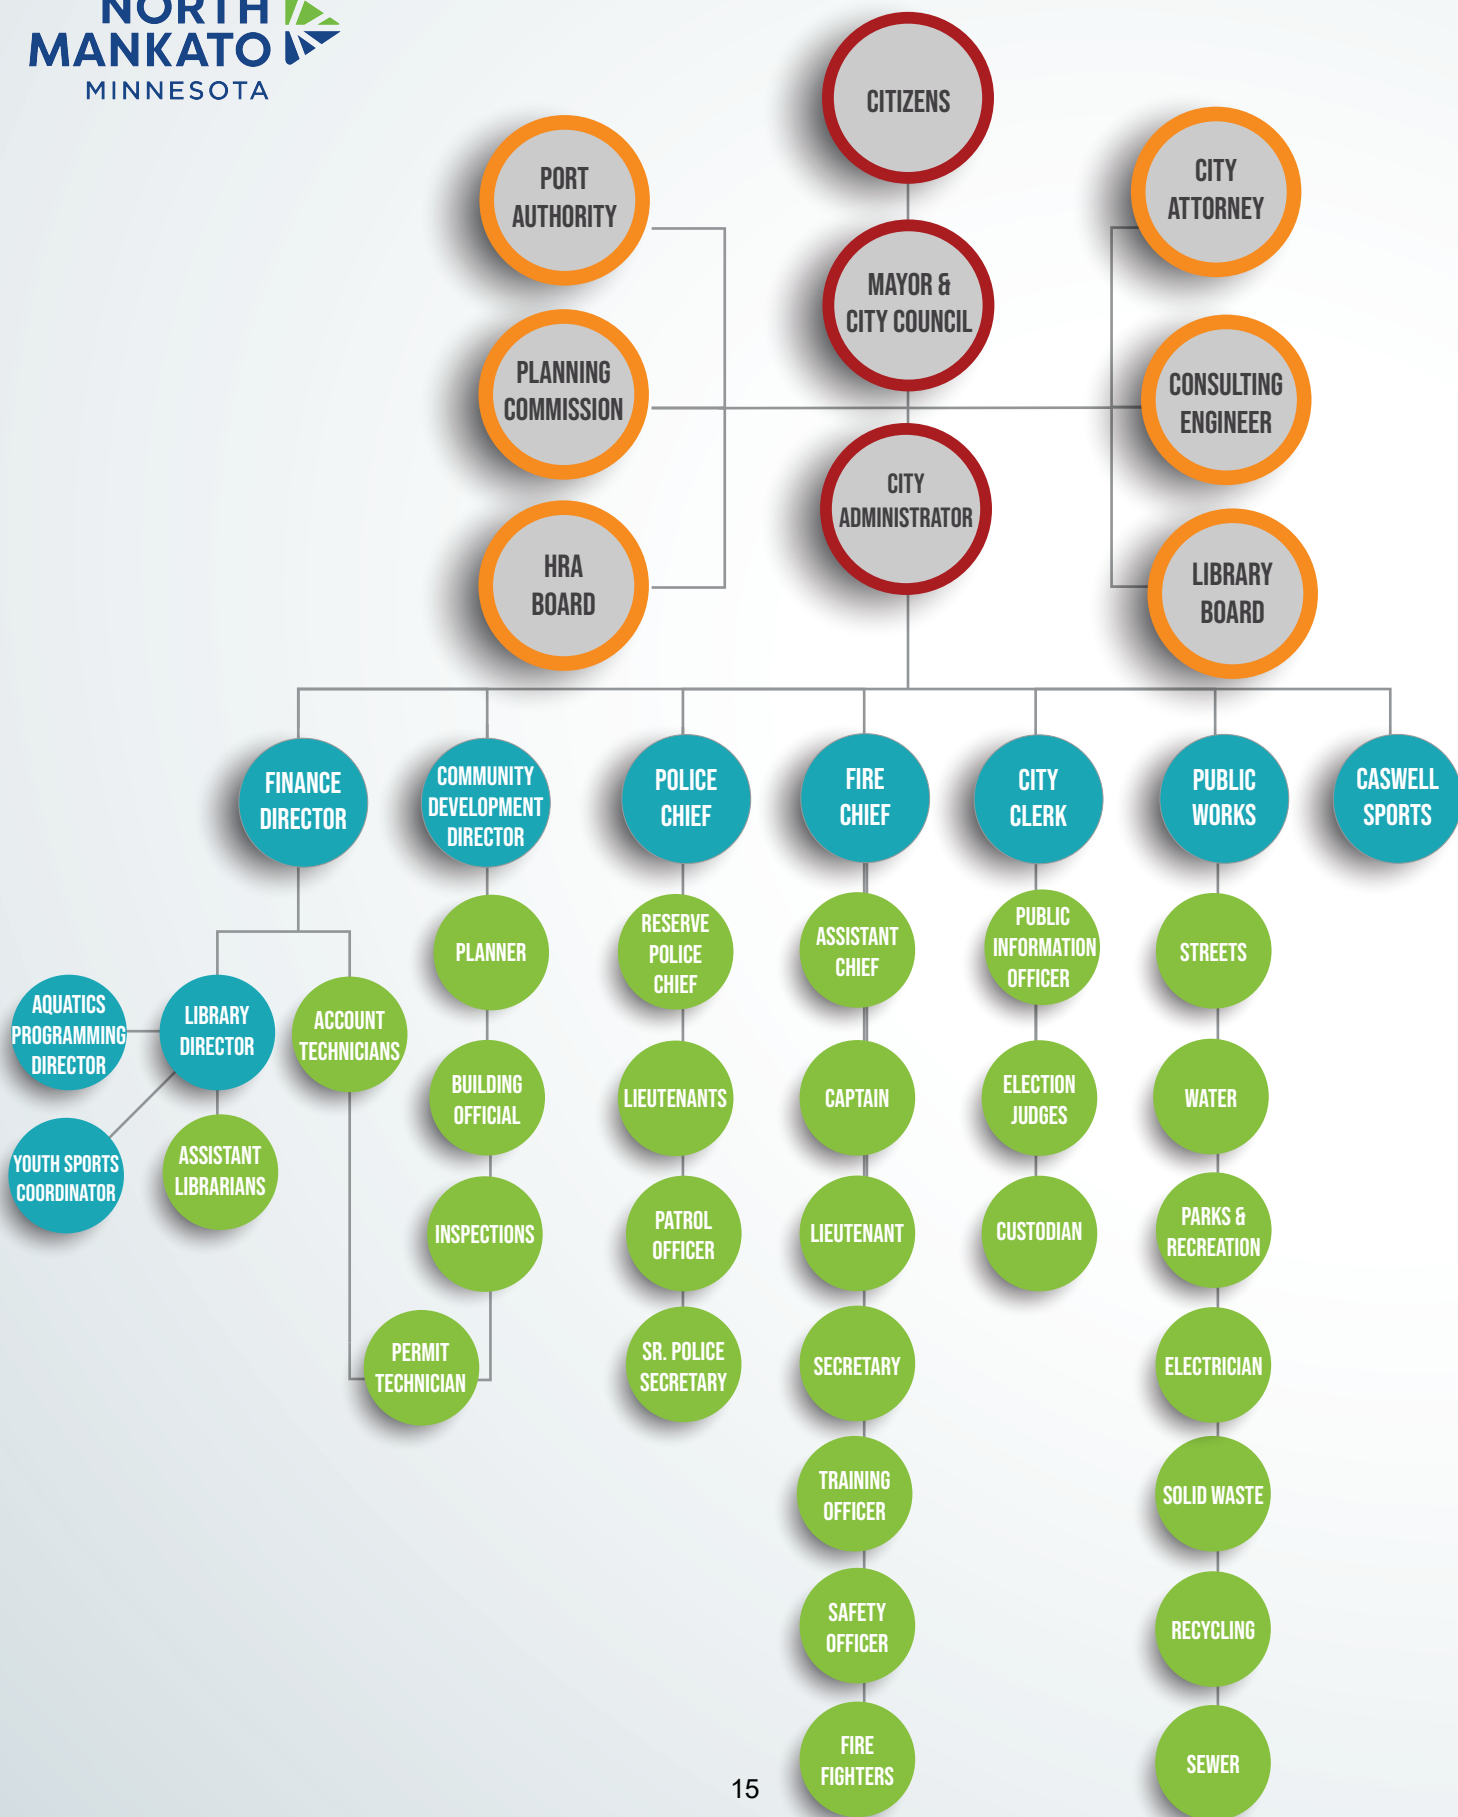 NORTH
MANKATO
MINNESOTA
CITIZENS
PORT
AUTHORITY
CITY
ATTORNEY
MAYOR &
CITY COUNCIL
PLANNING
COMMISSION
CONSULTING
ENGINEER
CITY
ADMINISTRATOR
HRA
BOARD
LIBRARY
BOARD
FINANCE
DIRECTOR
COMMUNITY
DEVELOPMENT
DIRECTOR
POLICE
CHIEF
FIRE
CHIEF
CITY
CLERK
PUBLIC
WORKS
CASWELL
SPORTS
PLANNER
RESERVE
POLICE
CHIEF
ASSISTANT
CHIEF
PUBLIC
INFORMATION
OFFICER
STREETS
AQUATICS
PROGRAMMING
DIRECTOR
LIBRARY
DIRECTOR
ACCOUNT
TECHNICIANS
BUILDING
OFFICIAL
LIEUTENANTS
CAPTAIN
ELECTION
JUDGES
WATER
YOUTH SPORTS
COORDINATOR
ASSISTANT
LIBRARIANS
INSPECTIONS
PATROL
OFFICER
LIEUTENANT
CUSTODIAN
PARKS &
RECREATION
PERMIT
TECHNICIAN
SR. POLICE
SECRETARY
SECRETARY
ELECTRICIAN
TRAINING
OFFICER
SOLID WASTE
SAFETY
OFFICER
RECYCLING
FIRE
FIGHTERS
SEWER
15